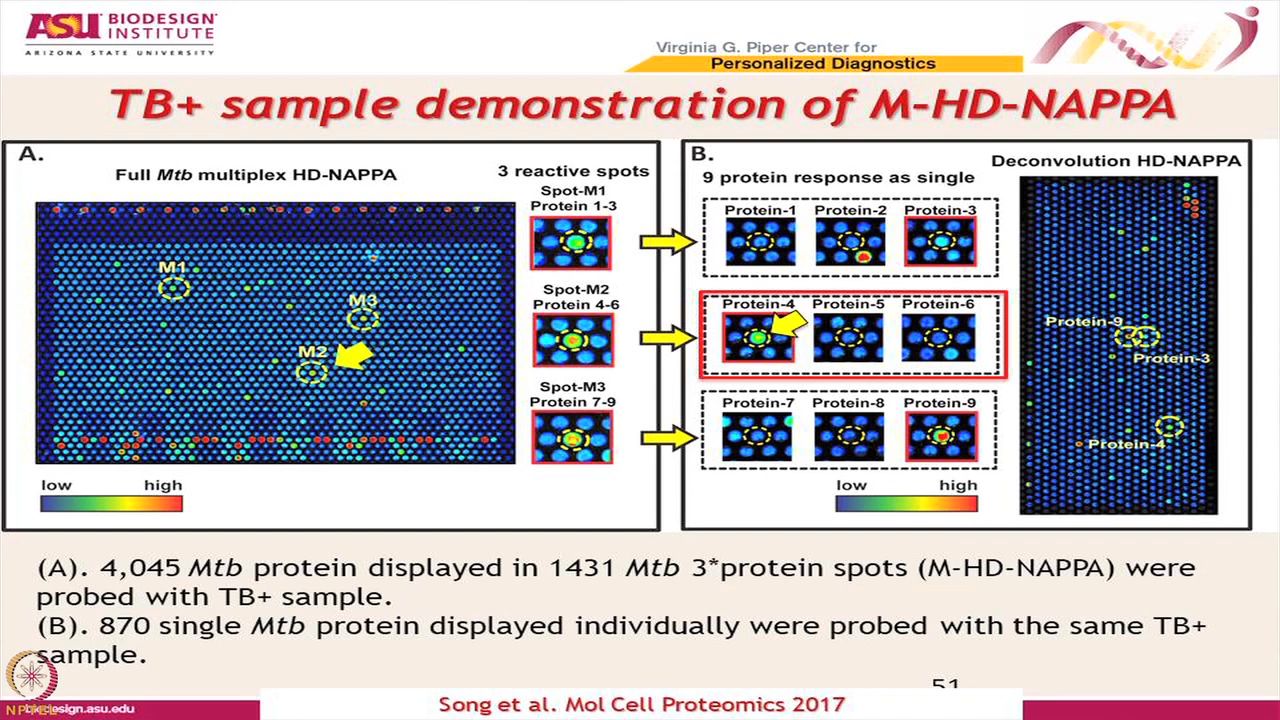 ASU BIODESIGN
INSTITUTE
ARIZONA STATE UNIVERSITY
Virginia G. Piper Center for
Personalized Diagnostics
TB+ sample demonstration of M-HD-NAPPA
A.
Full Mtb multiplex HD-NAPPA
M1
M3
M2
low high
3 reactive spots
Spot-M1
Protein 1-3
Spot-M2
Protein 4-6
Spot-M3
Protein 7-9
B.
9 protein response as single
Protein-1 Protein-2 Protein-3
Protein-4 Protein-5 Protein-6
Protein-7 Protein-8 Protein-9
low high
Deconvolution HD-NAPPA
Protein-9
Protein-3
Protein-4
(A). 4,045 Mtb protein displayed in 1431 Mtb 3*protein spots (M-HD-NAPPA) were
probed with TB+ sample.
(B). 870 single Mtb protein displayed individually were probed with the same TB+
sample.
51
NPTEL
biodesign.asu.edu
Song et al. Mol Cell Proteomics 2017